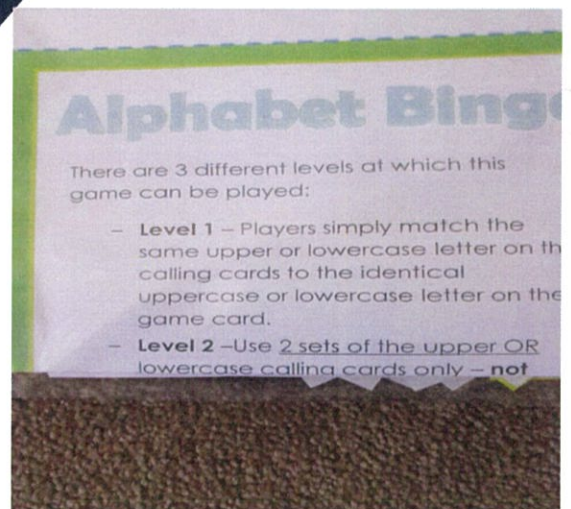 Alphabet Bing
There are 3 different levels at which this
game can be played:
– Level 1 – Players simply match the
same upper or lowercase letter on th
calling cards to the identical
uppercase or lowercase letter on the
game card.
– Level 2 –Use 2 sets of the upper OR
lowercase calling cards only – not